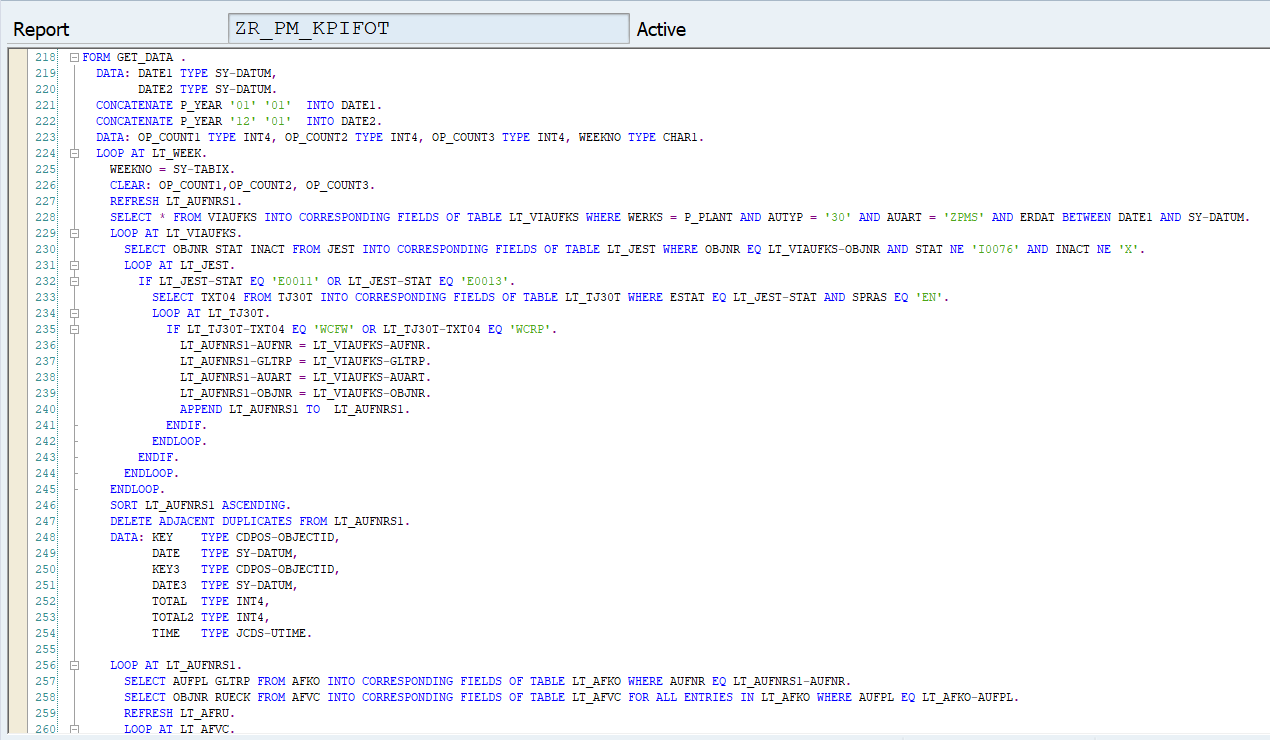 Report ZR_PM_KPIFOT Active
218 FORM GET_DATA .
219 DATA: DATE1 TYPE SY-DATUM,
220 DATE2 TYPE SY-DATUM.
221 CONCATENATE P_YEAR '01' '01'  INTO DATE1.
222 CONCATENATE P_YEAR '12' '01'  INTO DATE2.
223 DATA: OP_COUNT1 TYPE INT4, OP_COUNT2 TYPE INT4, OP_COUNT3 TYPE INT4, WEEKNO TYPE CHAR1.
224 LOOP AT LT_WEEK.
225 WEEKNO = SY-TABIX.
226 CLEAR: OP_COUNT1,OP_COUNT2, OP_COUNT3.
227 REFRESH LT_AUFNRS1.
228 SELECT * FROM VIAUFKS INTO CORRESPONDING FIELDS OF TABLE LT_VIAUFKS WHERE WERKS = P_PLANT AND AUTYP = '30' AND AUART = 'ZPMS' AND ERDAT BETWEEN DATE1 AND SY-DATUM.
229 LOOP AT LT_VIAUFKS.
230 SELECT OBJNR STAT INACT FROM JEST INTO CORRESPONDING FIELDS OF TABLE LT_JEST WHERE OBJNR EQ LT_VIAUFKS-OBJNR AND STAT NE 'I0076' AND INACT NE 'X'.
231 LOOP AT LT_JEST.
232 IF LT_JEST-STAT EQ 'E0011' OR LT_JEST-STAT EQ 'E0013'.
233 SELECT TXT04 FROM TJ30T INTO CORRESPONDING FIELDS OF TABLE LT_TJ30T WHERE ESTAT EQ LT_JEST-STAT AND SPRAS EQ 'EN'.
234 LOOP AT LT_TJ30T.
235 IF LT_TJ30T-TXT04 EQ 'WCFW' OR LT_TJ30T-TXT04 EQ 'WCRP'.
236 LT_AUFNRS1-AUFNR = LT_VIAUFKS-AUFNR.
237 LT_AUFNRS1-GLTRP = LT_VIAUFKS-GLTRP.
238 LT_AUFNRS1-AUART = LT_VIAUFKS-AUART.
239 LT_AUFNRS1-OBJNR = LT_VIAUFKS-OBJNR.
240 APPEND LT_AUFNRS1 TO  LT_AUFNRS1.
241 ENDIF.
242 ENDLOOP.
243 ENDIF.
244 ENDLOOP.
245 ENDLOOP.
246 SORT LT_AUFNRS1 ASCENDING.
247 DELETE ADJACENT DUPLICATES FROM LT_AUFNRS1.
248 DATA: KEY    TYPE CDPOS-OBJECTID,
249 DATE   TYPE SY-DATUM,
250 KEY3   TYPE CDPOS-OBJECTID,
251 DATE3  TYPE SY-DATUM,
252 TOTAL  TYPE INT4,
253 TOTAL2 TYPE INT4,
254 TIME   TYPE JCDS-UTIME.
255
256 LOOP AT LT_AUFNRS1.
257 SELECT AUFPL GLTRP FROM AFKO INTO CORRESPONDING FIELDS OF TABLE LT_AFKO WHERE AUFNR EQ LT_AUFNRS1-AUFNR.
258 SELECT OBJNR RUECK FROM AFVC INTO CORRESPONDING FIELDS OF TABLE LT_AFVC FOR ALL ENTRIES IN LT_AFKO WHERE AUFPL EQ LT_AFKO-AUFPL.
259 REFRESH LT_AFRU.
260 LOOP AT LT_AFVC.